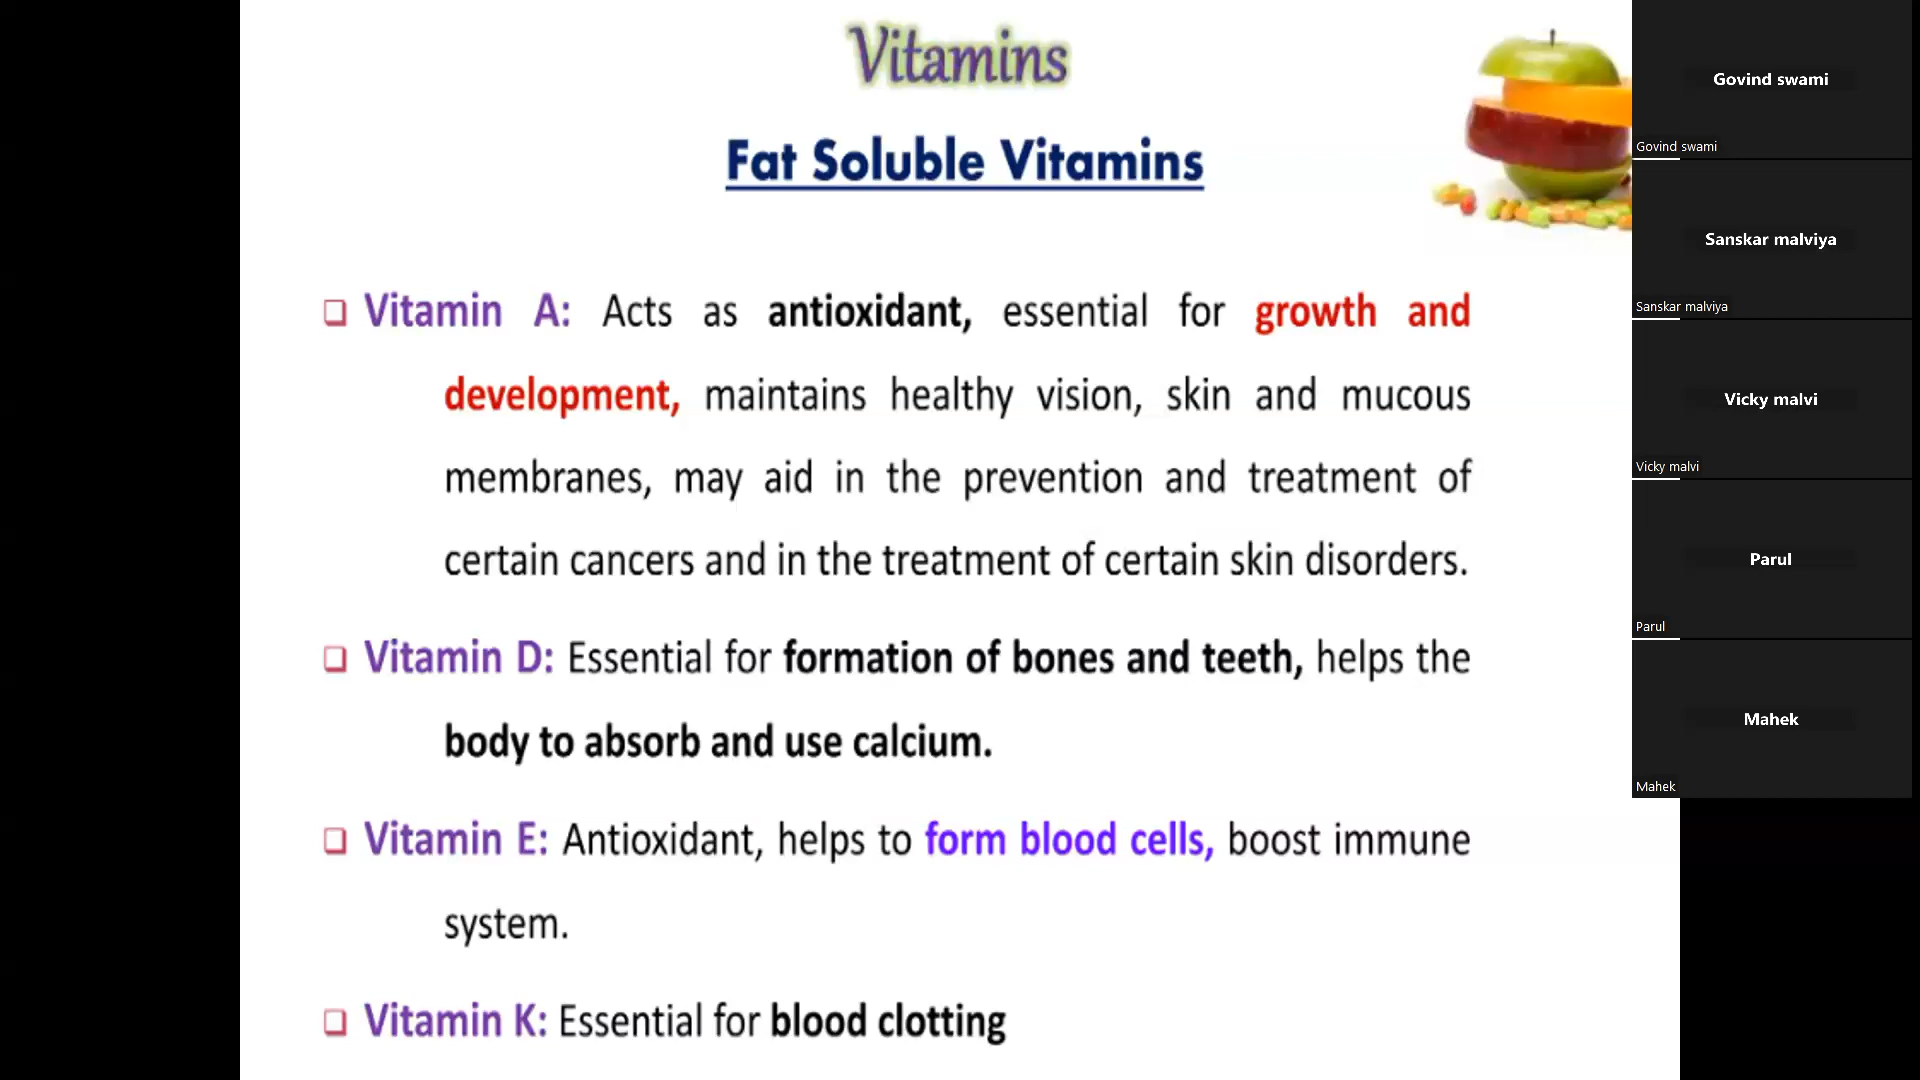 Vitamins
Fat Soluble Vitamins
❑ Vitamin A: Acts as antioxidant, essential for growth and
development, maintains healthy vision, skin and mucous
membranes, may aid in the prevention and treatment of
certain cancers and in the treatment of certain skin disorders.
❑ Vitamin D: Essential for formation of bones and teeth, helps the
body to absorb and use calcium.
❑ Vitamin E: Antioxidant, helps to form blood cells, boost immune
system.
❑ Vitamin K: Essential for blood clotting
Govind swami
Govind swami
Sanskar malviya
Sanskar malviya
Vicky malvi
Vicky malvi
Parul
Parul
Mahek
Mahek